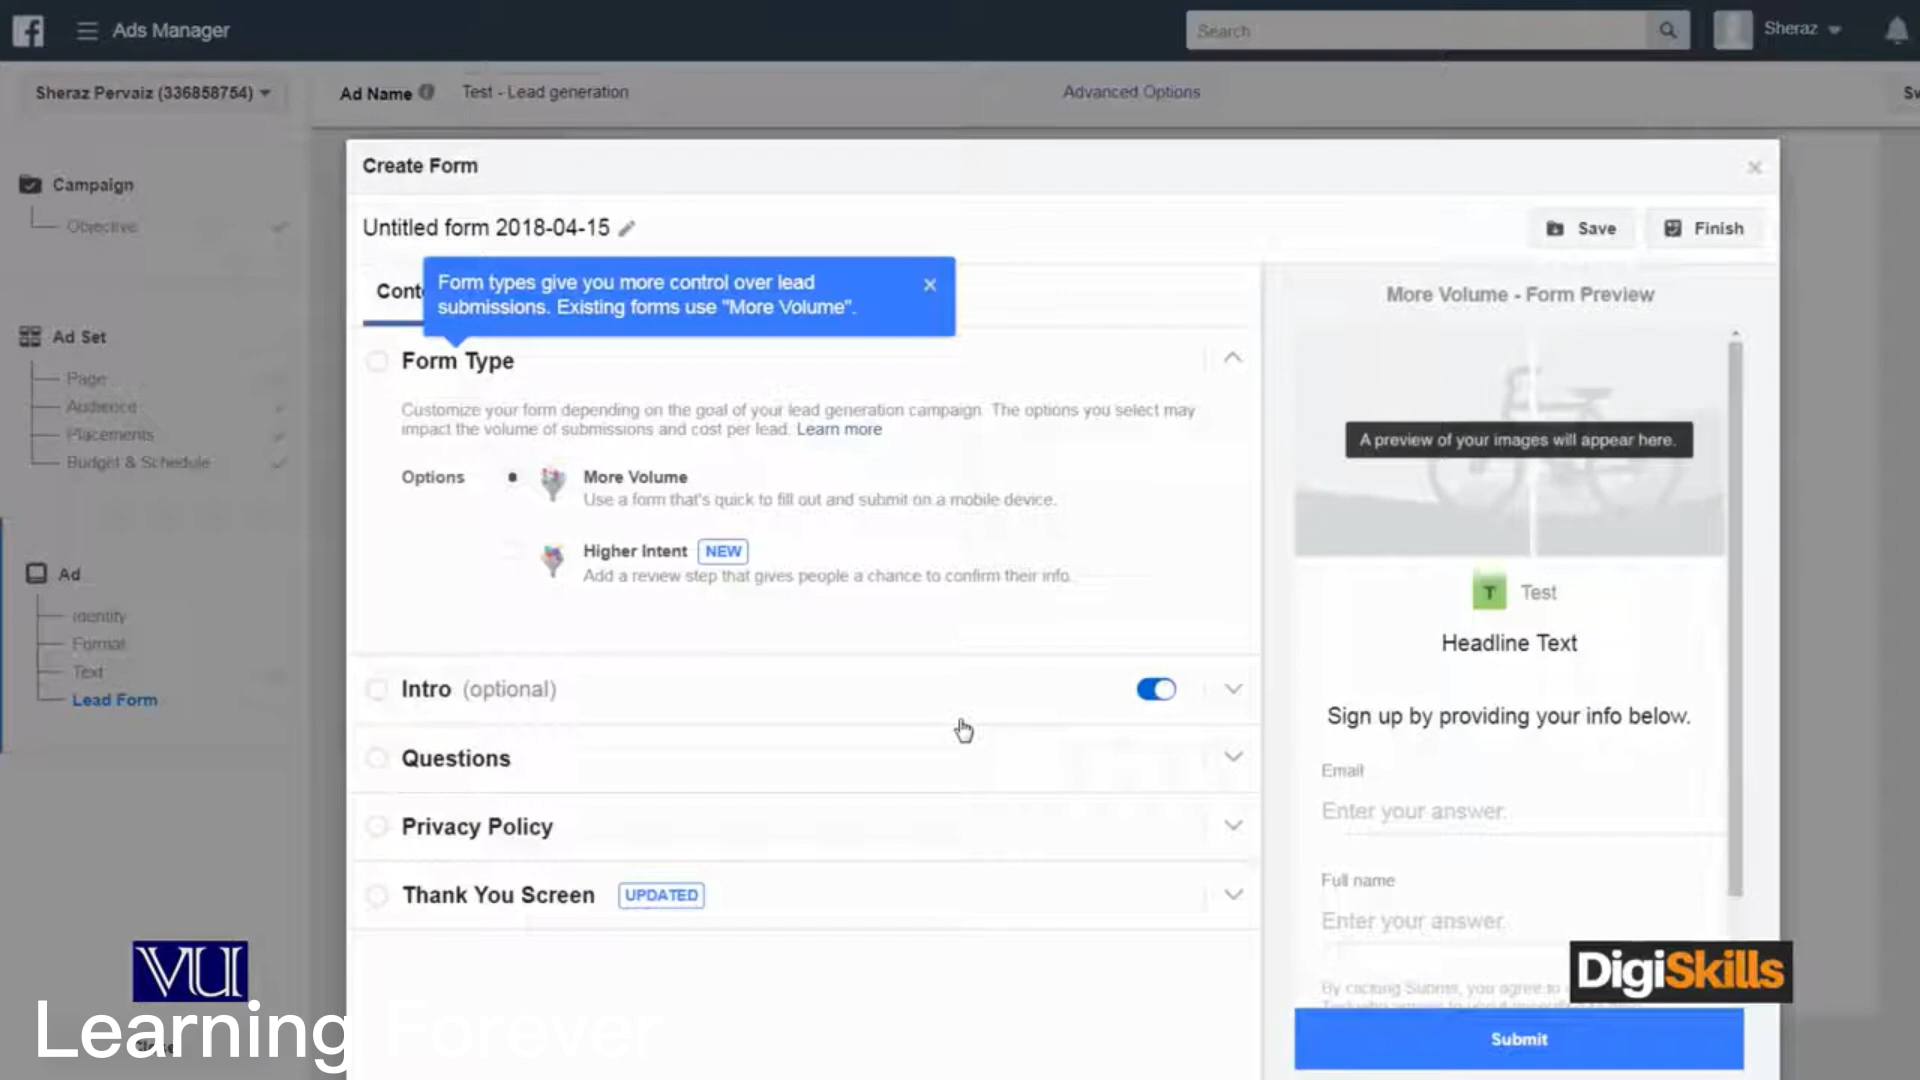 Ads Manager
Search
Sheraz
Sheraz Pervaiz (336858754)
Ad Name
Test - Lead generation
Advanced Options
Create Form
Campaign
Objective
Untitled form 2018-04-15
Save
Finish
Form types give you more control over lead
submissions. Existing forms use "More Volume".
More Volume - Form Preview
Ad Set
Page
Audience
Placements
Budget & Schedule
Form Type
Customize your form depending on the goal of your lead generation campaign. The options you select may
impact the volume of submissions and cost per lead. Learn more
A preview of your images will appear here.
Options
More Volume
Use a form that's quick to fill out and submit on a mobile device.
Higher Intent NEW
Add a review step that gives people a chance to confirm their info.
Ad
Identity
Format
Text
Lead Form
T Test
Headline Text
Intro (optional)
Sign up by providing your info below.
Questions
Email
Enter your answer.
Privacy Policy
Full name
Enter your answer.
Thank You Screen UPDATED
By clicking Submit, you agree to
VU
DigiSkills
Learning Forever
Submit